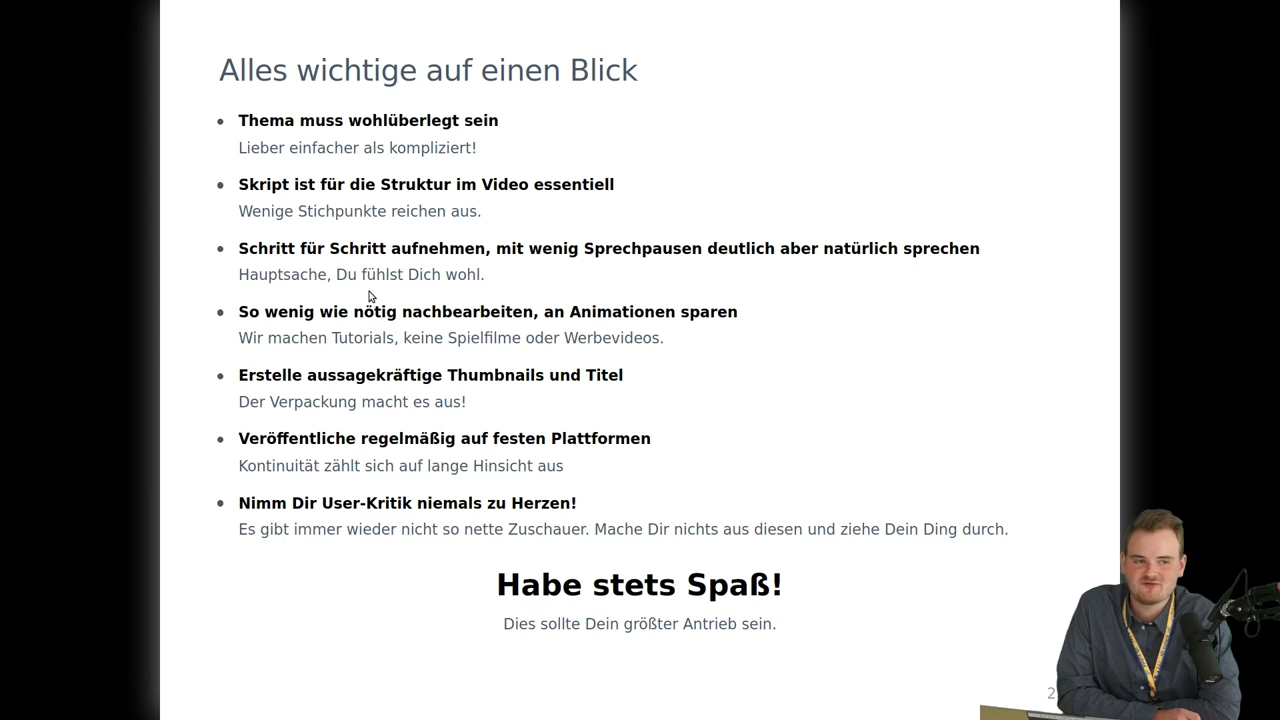 Alles wichtige auf einen Blick
Thema muss wohlüberlegt sein
Lieber einfacher als kompliziert!
Skript ist für die Struktur im Video essentiell
Wenige Stichpunkte reichen aus.
Schritt für Schritt aufnehmen, mit wenig Sprechpausen deutlich aber natürlich sprechen
Hauptsache, Du fühlst Dich wohl.
So wenig wie nötig nachbearbeiten, an Animationen sparen
Wir machen Tutorials, keine Spielfilme oder Werbevideos.
Erstelle aussagekräftige Thumbnails und Titel
Der Verpackung macht es aus!
Veröffentliche regelmäßig auf festen Plattformen
Kontinuität zählt sich auf lange Hinsicht aus
Nimm Dir User-Kritik niemals zu Herzen!
Es gibt immer wieder nicht so nette Zuschauer. Mache Dir nichts aus diesen und ziehe Dein Ding durch.
Habe stets Spaß!
Dies sollte Dein größter Antrieb sein.